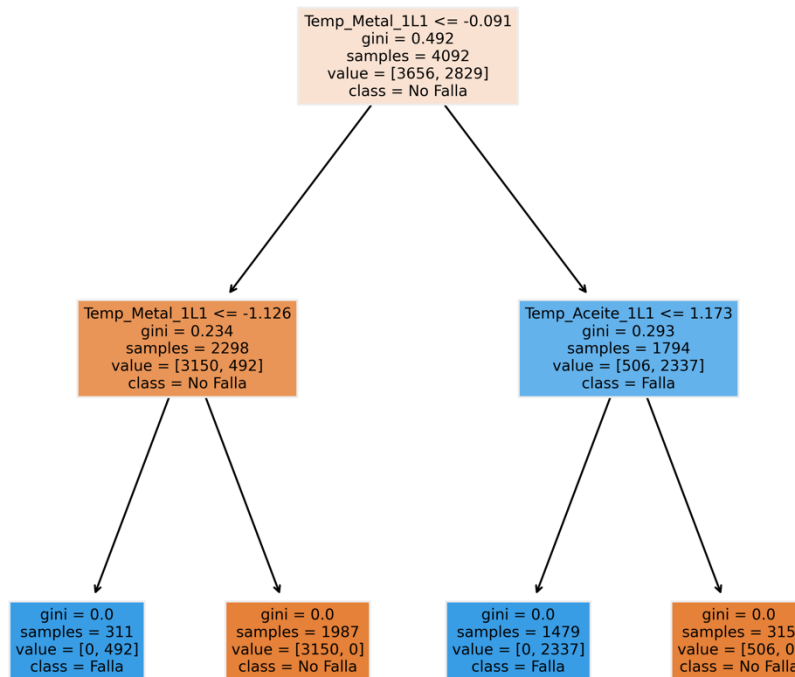 Temp_Metal_1L1 <= -0.091
gini = 0.492
samples = 4092
value = [3656, 2829]
class = No Falla
Temp_Metal_1L1 <= -1.126
gini = 0.234
samples = 2298
value = [3150, 492]
class = No Falla
Temp_Aceite_1L1 <= 1.173
gini = 0.293
samples = 1794
value = [506, 2337]
class = Falla
gini = 0.0
samples = 311
value = [0, 492]
class = Falla
gini = 0.0
samples = 1987
value = [3150, 0]
class = No Falla
gini = 0.0
samples = 1479
value = [0, 2337]
class = Falla
gini = 0.0
samples = 315
value = [506, 0
class = No Falla